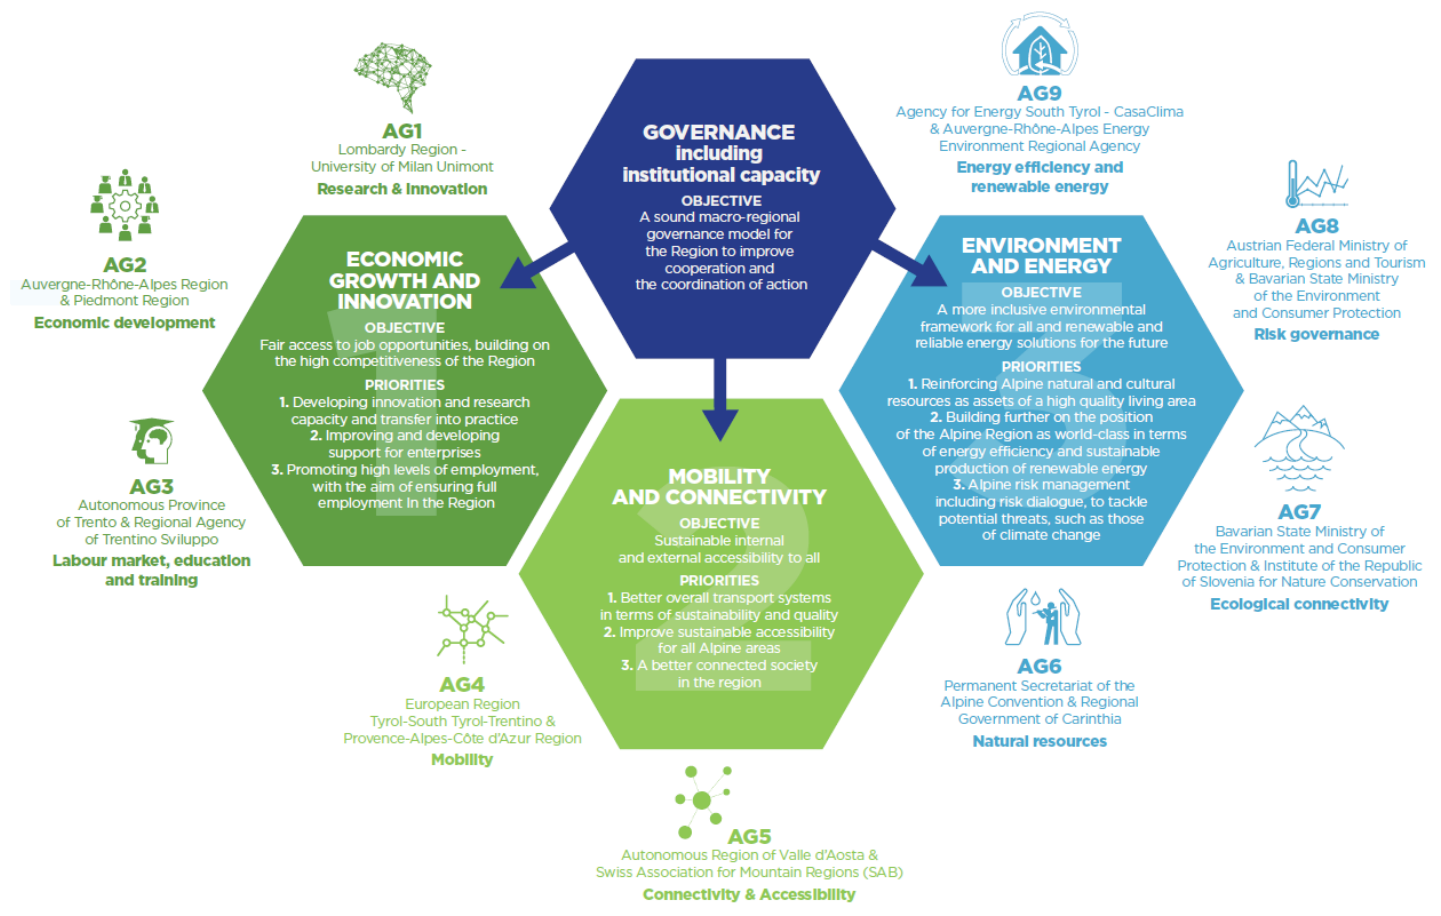 GOVERNANCE
including
institutional capacity
OBJECTIVE
A sound macro-regional
governance model for
the Region to improve
cooperation and
the coordination of action
AG1
Lombardy Region -
University of Milan Unimont
Research & Innovation
AG2
Auvergne-Rhône-Alpes Region
& Piedmont Region
Economic development
AG3
Autonomous Province
of Trento & Regional Agency
of Trentino Sviluppo
Labour market, education
and training
1
ECONOMIC
GROWTH AND
INNOVATION
OBJECTIVE
Fair access to job opportunities, building on
the high competitiveness of the Region
PRIORITIES
1. Developing innovation and research
capacity and transfer into practice
2. Improving and developing
support for enterprises
3. Promoting high levels of employment,
with the aim of ensuring full
employment In the Region
2
MOBILITY
AND CONNECTIVITY
OBJECTIVE
Sustainable internal
and external accessibility to all
PRIORITIES
1. Better overall transport systems
in terms of sustainability and quality
2. Improve sustainable accessibility
for all Alpine areas
3. A better connected society
in the region
AG4
European Region
Tyrol-South Tyrol-Trentino &
Provence-Alpes-Côte d'Azur Region
Mobility
AG5
Autonomous Region of Valle d'Aosta &
Swiss Association for Mountain Regions (SAB)
Connectivity & Accessibility
3
ENVIRONMENT
AND ENERGY
OBJECTIVE
A more inclusive environmental
framework for all and renewable and
reliable energy solutions for the future
PRIORITIES
1. Reinforcing Alpine natural and cultural
resources as assets of a high quality living area
2. Building further on the position
of the Alpine Region as world-class in terms
of energy efficiency and sustainable
production of renewable energy
3. Alpine risk management
including risk dialogue, to tackle
potential threats, such as those
of climate change
AG9
Agency for Energy South Tyrol - CasaClima
& Auvergne-Rhône-Alpes Energy
Environment Regional Agency
Energy efficiency and
renewable energy
AG8
Austrian Federal Ministry of
Agriculture, Regions and Tourism
& Bavarian State Ministry
of the Environment
and Consumer Protection
Risk governance
AG7
Bavarian State Ministry of
the Environment and Consumer
Protection & Institute of the Republic
of Slovenia for Nature Conservation
Ecological connectivity
AG6
Permanent Secretariat of the
Alpine Convention & Regional
Government of Carinthia
Natural resources